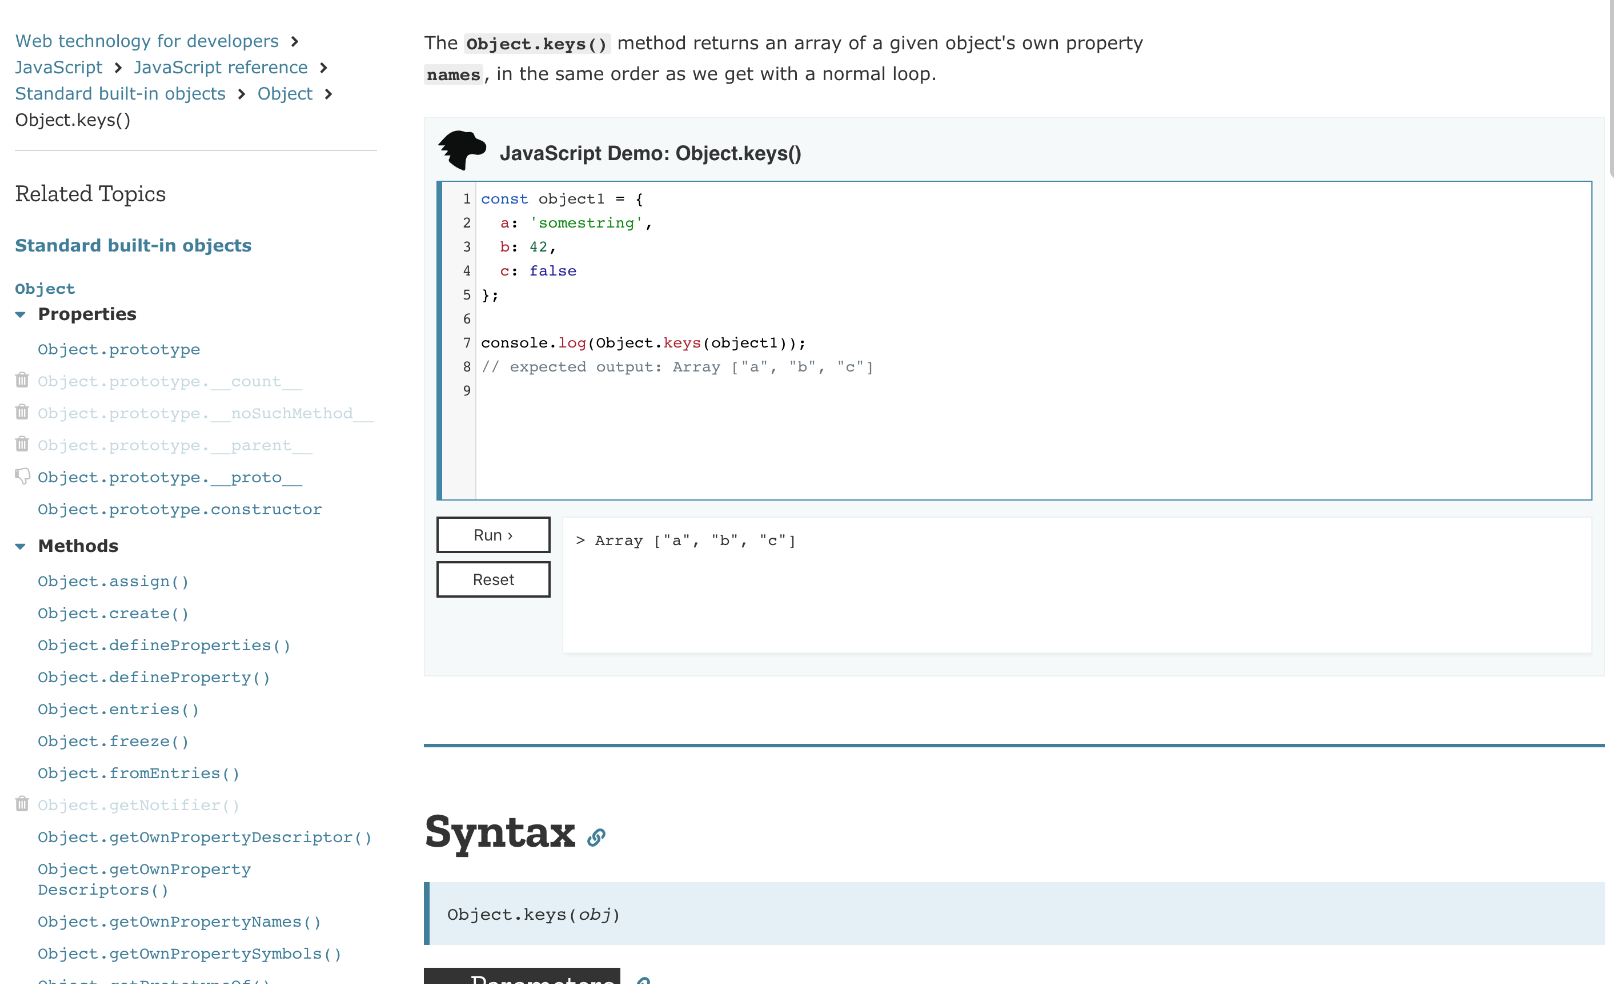 Web technology for developers >
JavaScript > JavaScript reference >
Standard built-in objects > Object >
Object.keys()
Related Topics
Standard built-in objects
Object
Properties
Object.prototype
Object.prototype.__count__
Object.prototype.__noSuchMethod__
Object.prototype.__parent__
Object.prototype.__proto__
Object.prototype.constructor
Methods
Object.assign()
Object.create()
Object.defineProperties()
Object.defineProperty()
Object.entries()
Object.freeze()
Object.fromEntries()
Object.getNotifier()
Object.getOwnPropertyDescriptor()
Object.getOwnProperty
Descriptors()
Object.getOwnPropertyNames()
Object.getOwnPropertySymbols()
Object.getPrototypeOf()
The Object.keys() method returns an array of a given object's own property
names, in the same order as we get with a normal loop.
JavaScript Demo: Object.keys()
1 const object1 = {
2   a: 'somestring',
3   b: 42,
4   c: false
5 };
6
7 console.log(Object.keys(object1));
8 // expected output: Array ["a", "b", "c"]
9
Run ›
Reset
> Array ["a", "b", "c"]
Syntax
Object.keys(obj)
Parameters